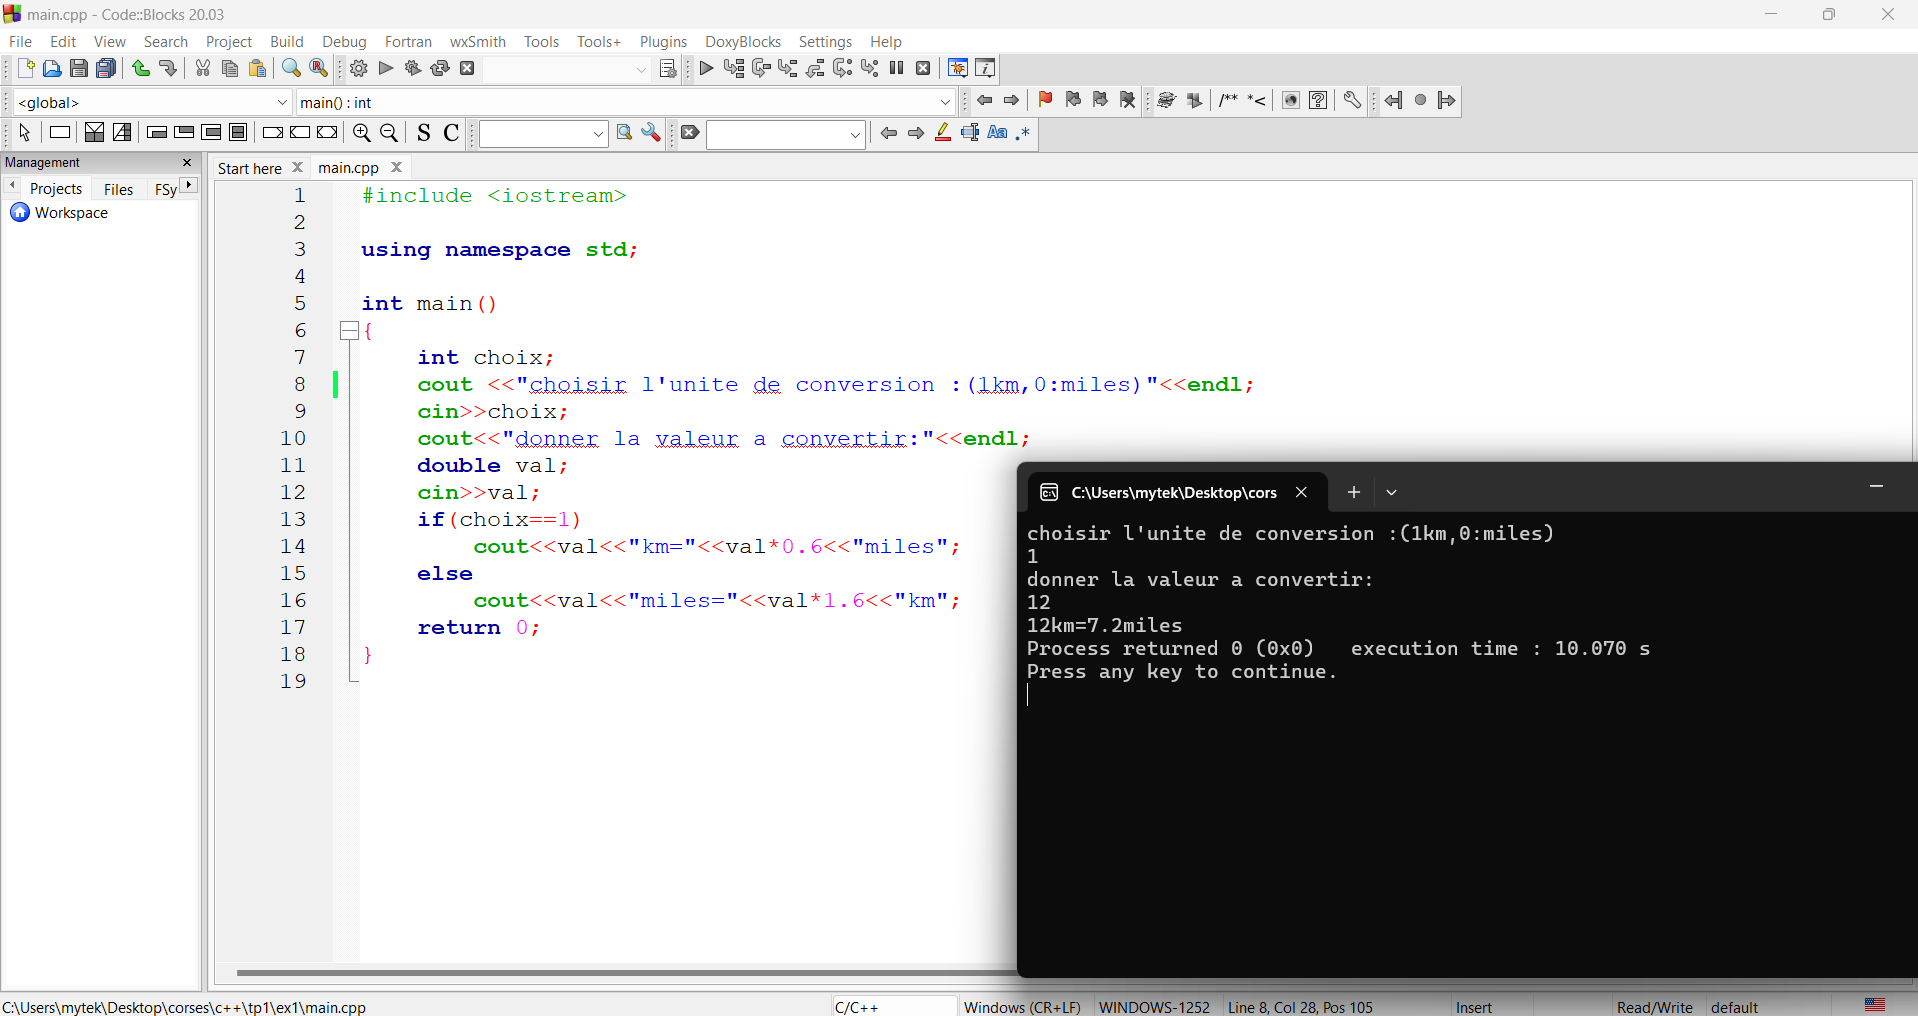 main.cpp - Code::Blocks 20.03
File Edit View Search Project Build Debug Fortran wxSmith Tools Tools+ Plugins DoxyBlocks Settings Help
<global> main() : int
/** *<
S C Aa .*
Management
Start here main.cpp
Projects Files FSy
Workspace
1 #include <iostream>
2
3 using namespace std;
4
5 int main()
6 {
7 int choix;
8 cout <<"choisir l'unite de conversion :(1km,0:miles)"<<endl;
9 cin>>choix;
10 cout<<"donner la valeur a convertir:"<<endl;
11 double val;
12 cin>>val;
13 if(choix==1)
14 cout<<val<<"km="<<val*0.6<<"miles";
15 else
16 cout<<val<<"miles="<<val*1.6<<"km";
17 return 0;
18 }
19
C:\Users\mytek\Desktop\cors
choisir l'unite de conversion :(1km,0:miles)
1
donner la valeur a convertir:
12
12km=7.2miles
Process returned 0 (0x0) execution time : 10.070 s
Press any key to continue.
C:\Users\mytek\Desktop\corses\c++\tp1\ex1\main.cpp C/C++ Windows (CR+LF) WINDOWS-1252 Line 8, Col 28, Pos 105 Insert Read/Write default